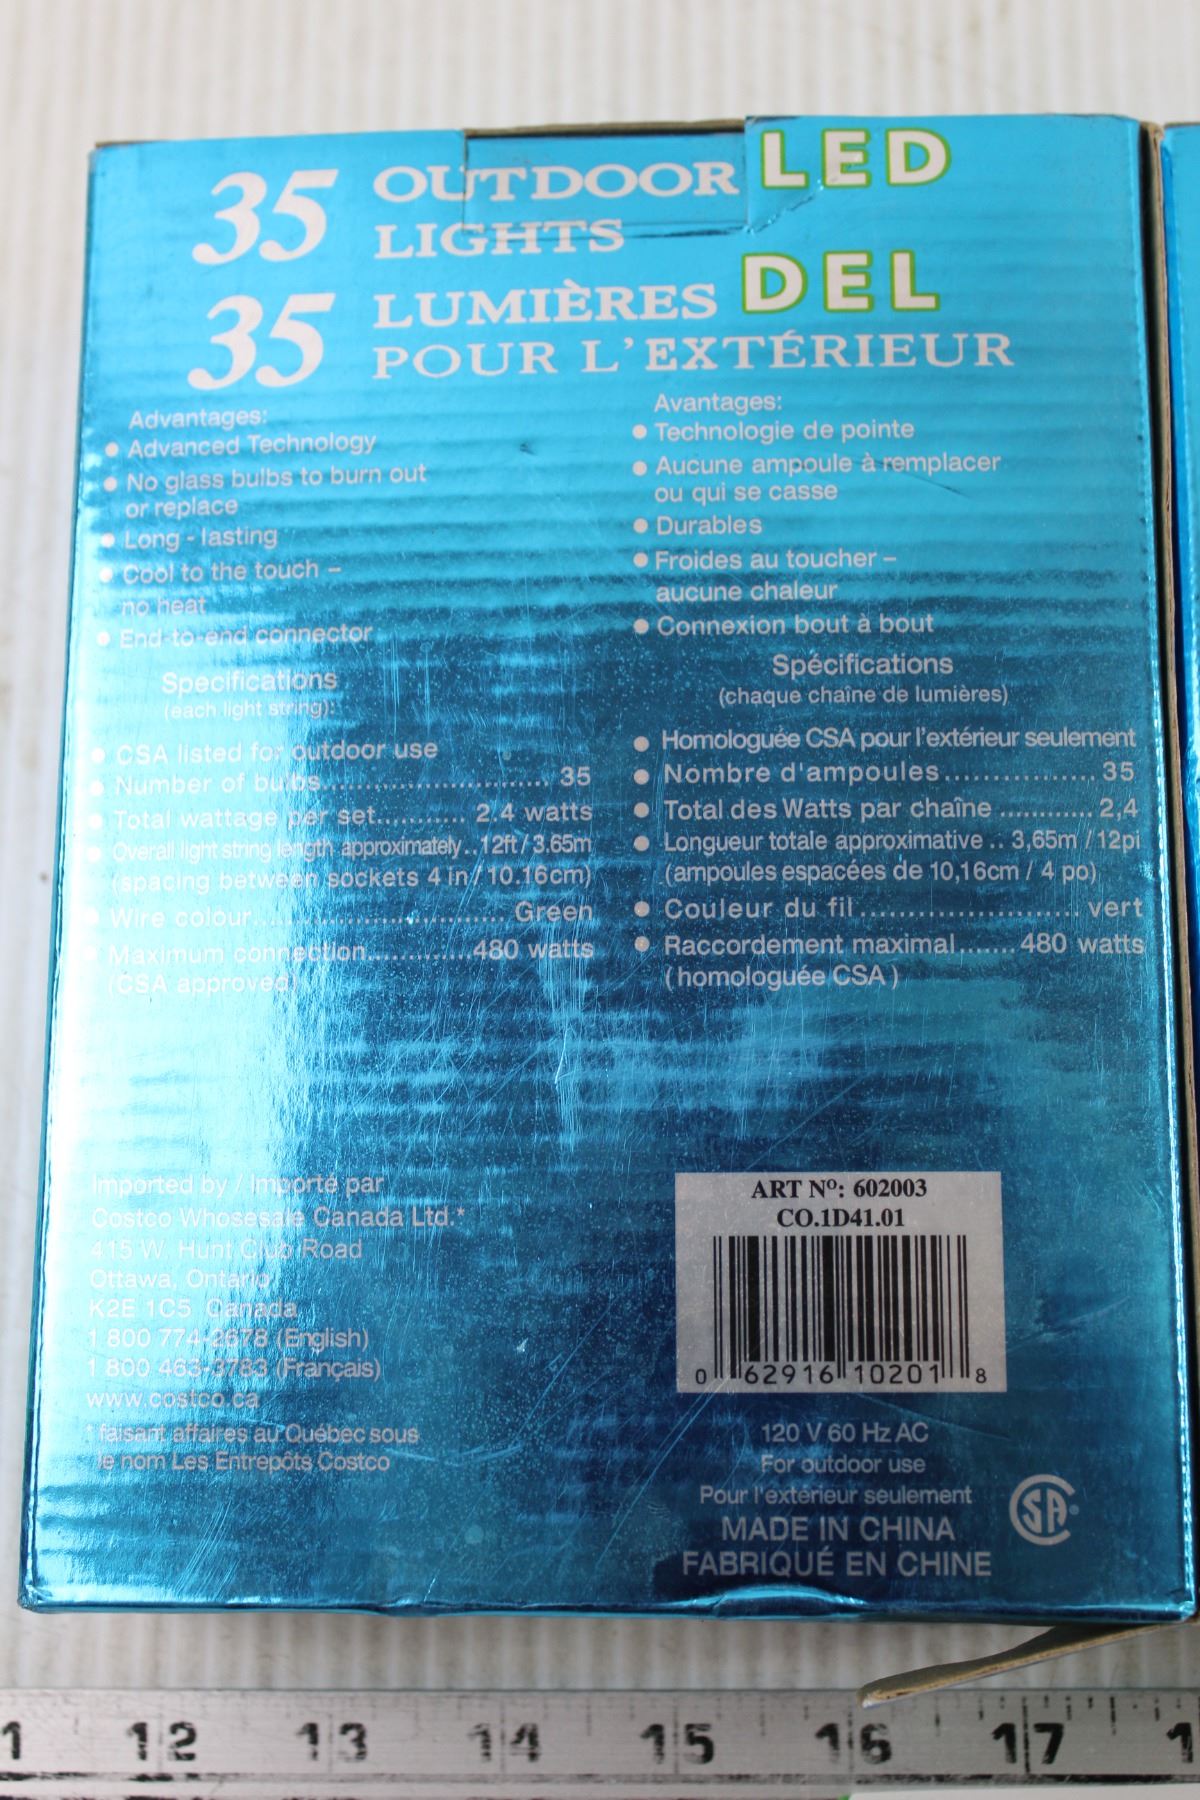 35 OUTDOOR LED
LIGHTS
35 LUMIÈRES DEL
POUR L'EXTÉRIEUR
Advantages:
● Advanced Technology
● No glass bulbs to burn out
or replace
● Long - lasting
● Cool to the touch –
no heat
● End-to-end connector
Specifications
(each light string):
● CSA listed for outdoor use
● Number of bulbs........................ 35
● Total wattage per set........... 2.4 watts
● Overall light string length approximately..12ft / 3.65m
(spacing between sockets 4 in / 10.16cm)
● Wire colour.............................. Green
● Maximum connection.............480 watts
(CSA approved)
Avantages:
● Technologie de pointe
● Aucune ampoule à remplacer
ou qui se casse
● Durables
● Froides au toucher –
aucune chaleur
● Connexion bout à bout
Spécifications
(chaque chaîne de lumières)
● Homologuée CSA pour l'extérieur seulement
● Nombre d'ampoules................. 35
● Total des Watts par chaîne ............ 2,4
● Longueur totale approximative .. 3,65m / 12pi
(ampoules espacées de 10,16cm / 4 po)
● Couleur du fil........................ vert
● Raccordement maximal.......480 watts
(homologuée CSA)
Imported by / Importé par
Costco Whosesale Canada Ltd.*
415 W. Hunt Club Road
Ottawa, Ontario
K2E 1C5 Canada
1 800 774-2678 (English)
1 800 463-3783 (Français)
www.costco.ca
* faisant affaires au Québec sous
le nom Les Entrepôts Costco
ART Nº: 602003
CO.1D41.01
0 62916 10201 8
120 V 60 Hz AC
For outdoor use
Pour l'exterieur seulement
MADE IN CHINA
FABRIQUÉ EN CHINE
SA®
1 12 13 14 15 16 17 1